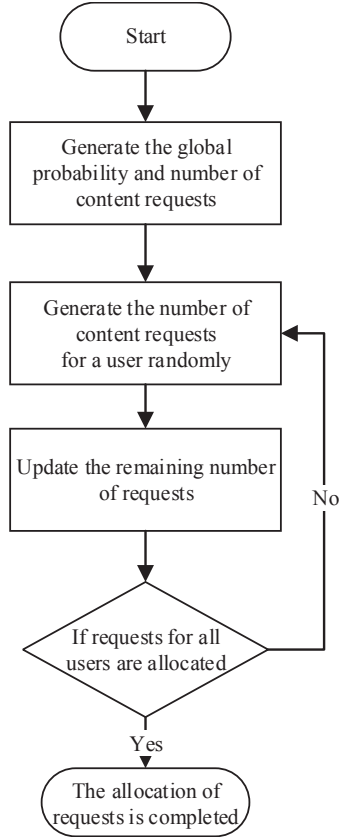 Start
Generate the global
probability and number of
content requests
Generate the number of
content requests
for a user randomly
Update the remaining number
of requests
No
If requests for all
users are allocated
Yes
The allocation of
requests is completed